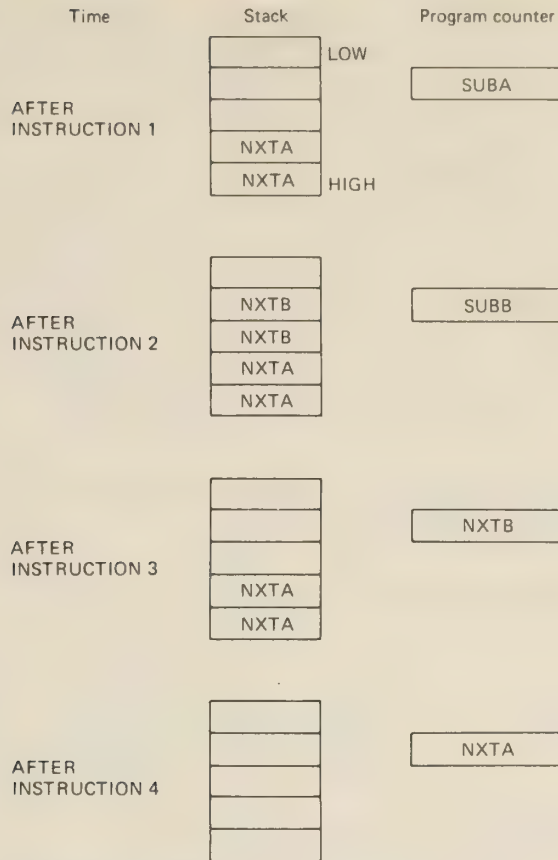 Time Stack Program counter
LOW
SUBA
AFTER
INSTRUCTION 1
NXTA
NXTA HIGH
NXTB SUBB
AFTER
INSTRUCTION 2
NXTB
NXTA
NXTA
NXTB
AFTER
INSTRUCTION 3
NXTA
NXTA
NXTA
AFTER
INSTRUCTION 4